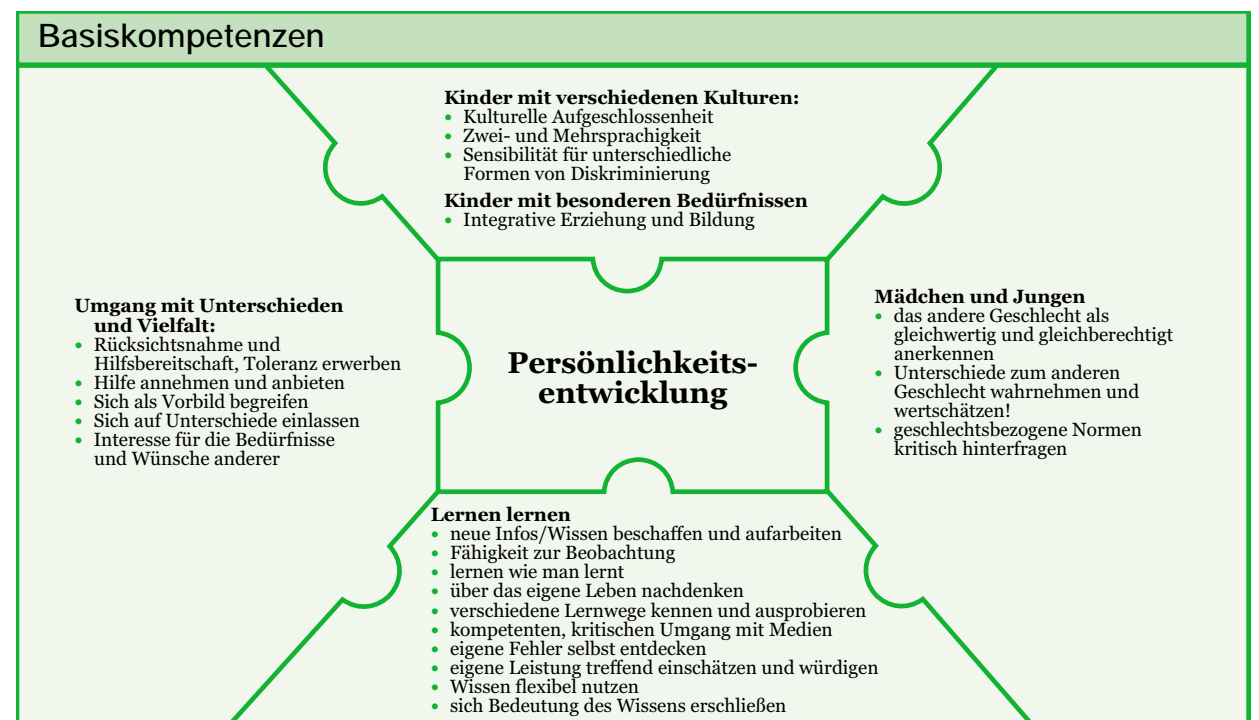 Basiskompetenzen
Kinder mit verschiedenen Kulturen:
• Kulturelle Aufgeschlossenheit
• Zwei- und Mehrsprachigkeit
• Sensibilität für unterschiedliche
Formen von Diskriminierung
Kinder mit besonderen Bedürfnissen
• Integrative Erziehung und Bildung
Umgang mit Unterschieden
und Vielfalt:
• Rücksichtsnahme und
Hilfsbereitschaft, Toleranz erwerben
• Hilfe annehmen und anbieten
• Sich als Vorbild begreifen
• Sich auf Unterschiede einlassen
• Interesse für die Bedürfnisse
und Wünsche anderer
Persönlichkeits-
entwicklung
Mädchen und Jungen
• das andere Geschlecht als
gleichwertig und gleichberechtigt
anerkennen
• Unterschiede zum anderen
Geschlecht wahrnehmen und
wertschätzen!
• geschlechtsbezogene Normen
kritisch hinterfragen
Lernen lernen
• neue Infos/Wissen beschaffen und aufarbeiten
• Fähigkeit zur Beobachtung
• lernen wie man lernt
• über das eigene Leben nachdenken
• verschiedene Lernwege kennen und ausprobieren
• kompetenten, kritischen Umgang mit Medien
• eigene Fehler selbst entdecken
• eigene Leistung treffend einschätzen und würdigen
• Wissen flexibel nutzen
• sich Bedeutung des Wissens erschließen